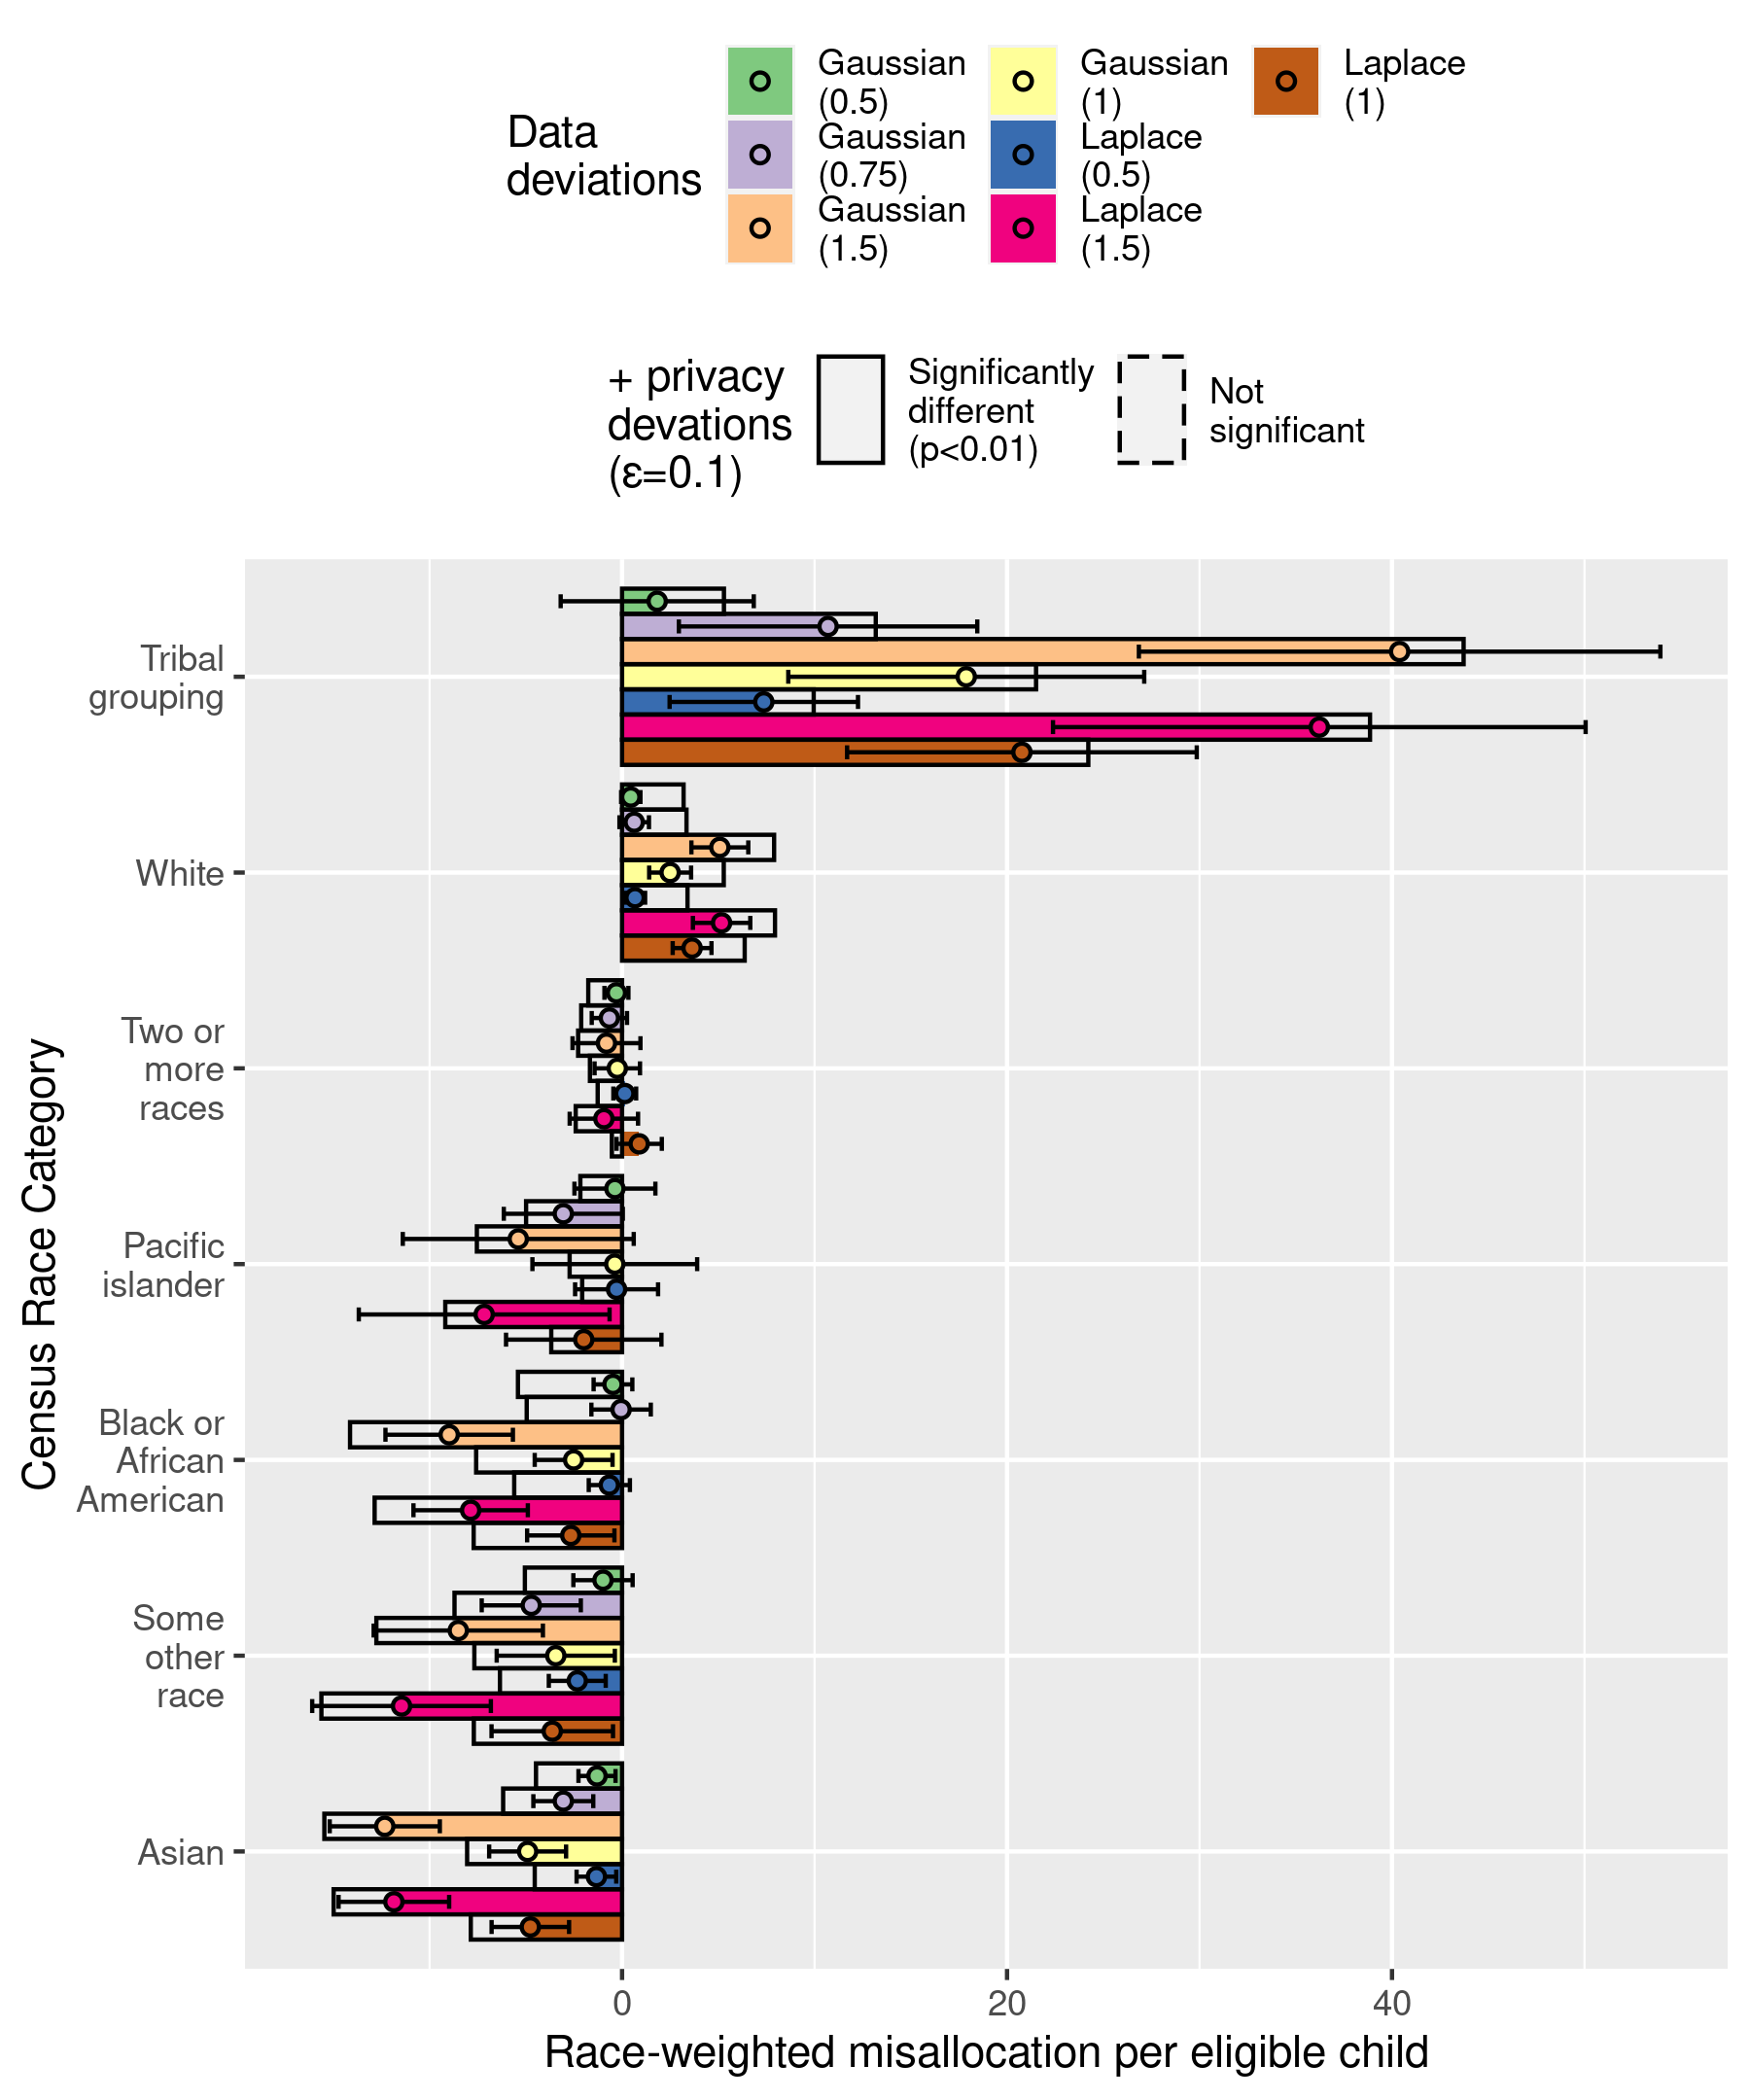 Data
deviations
Gaussian
(0.5)
Gaussian
(0.75)
Gaussian
(1.5)
Gaussian
(1)
Laplace
(0.5)
Laplace
(1.5)
Laplace
(1)
+ privacy
devations
(ε=0.1)
Significantly
different
(p<0.01)
Not
significant
Census Race Category
Tribal
grouping
White
Two or
more
races
Pacific
islander
Black or
African
American
Some
other
race
Asian
0
20
40
Race-weighted misallocation per eligible child